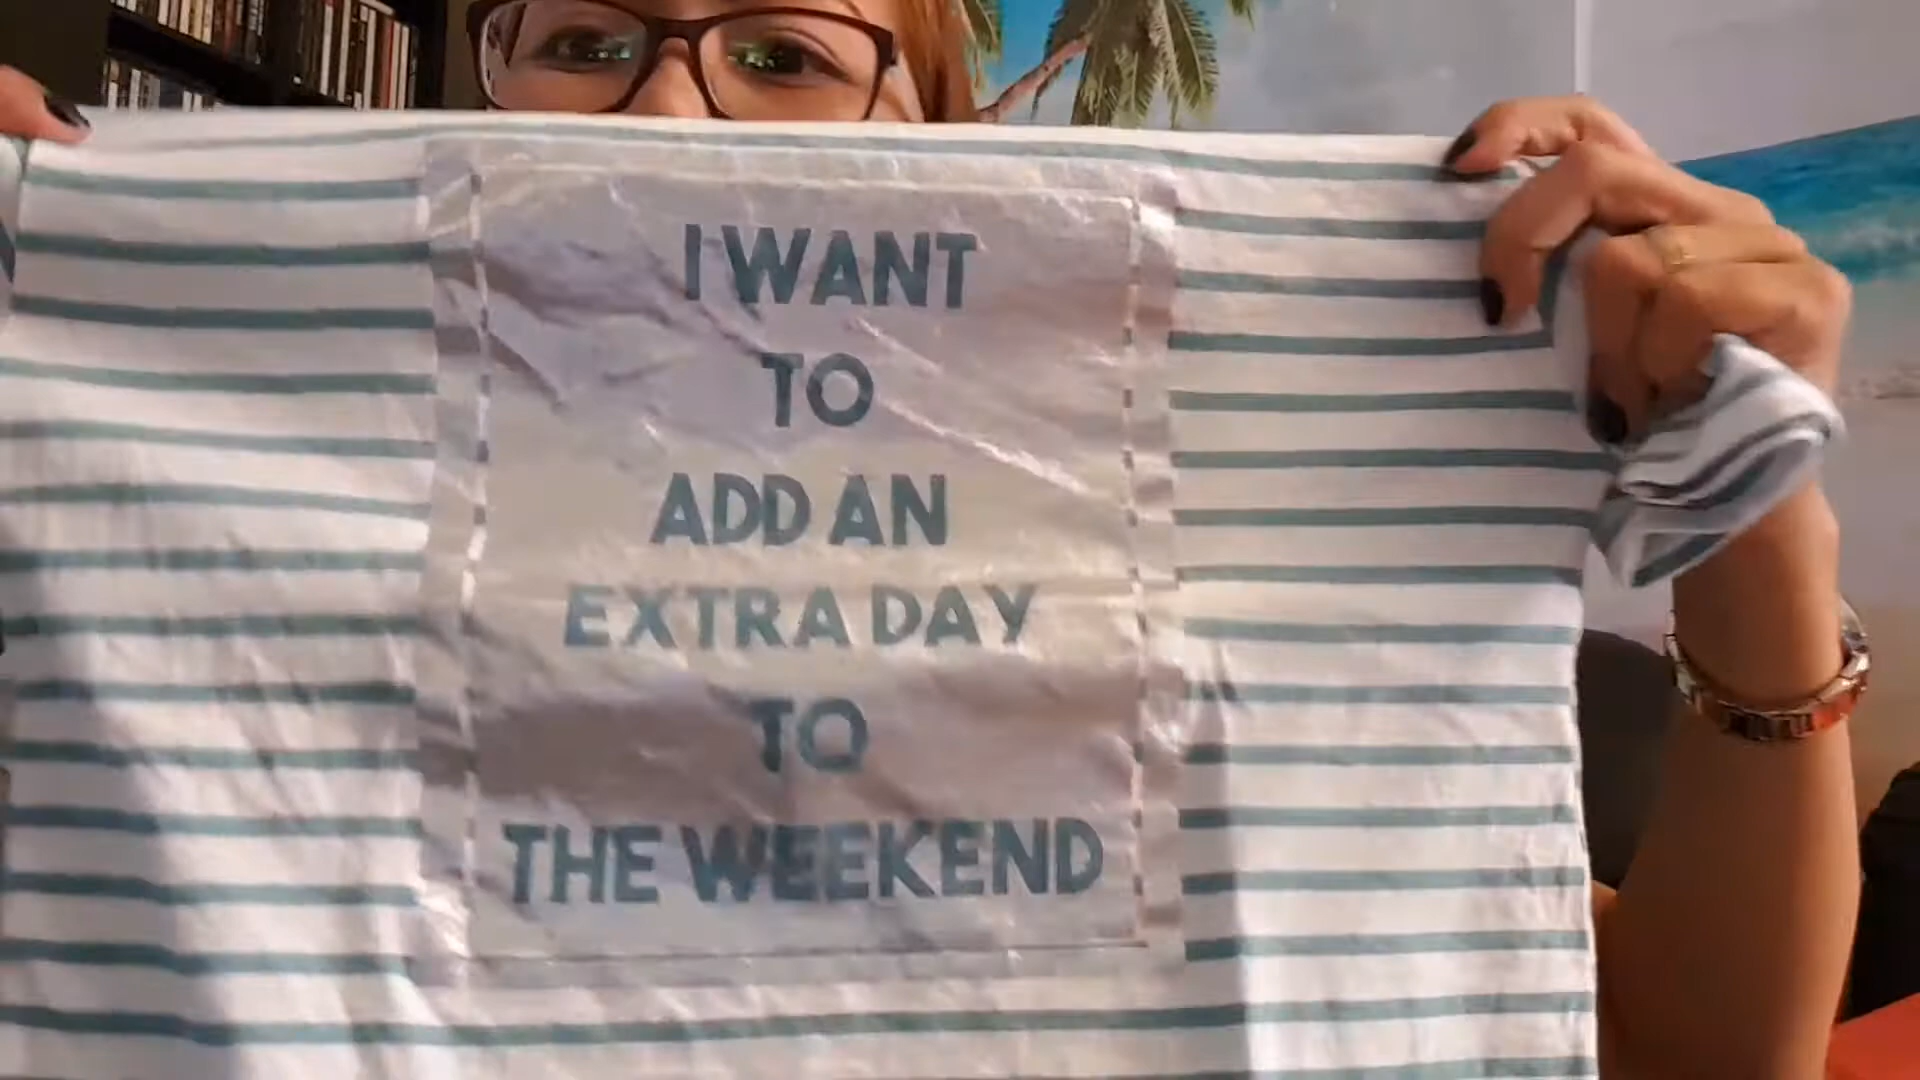 I WANT
TO
ADD AN
EXTRA DAY
TO
THE WEEKEND